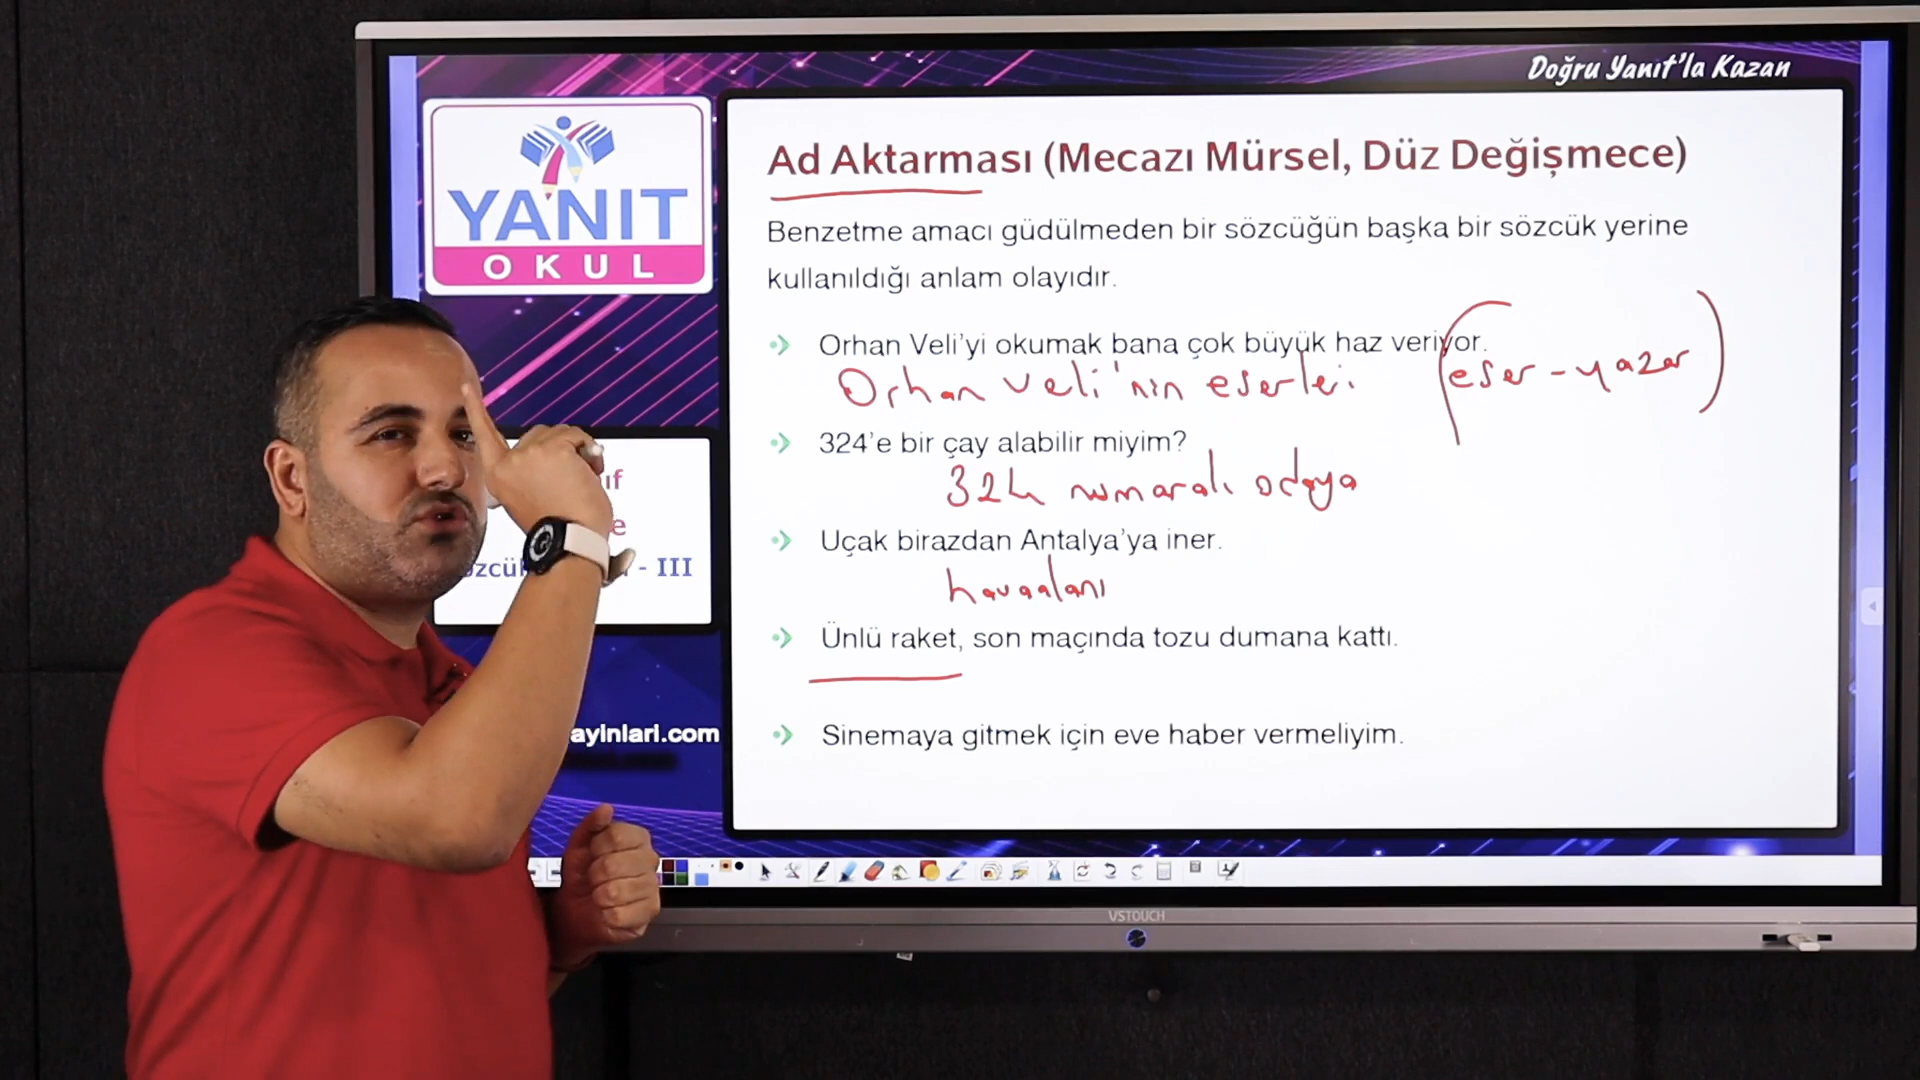 Doğru Yanıt'la Kazan
YANIT
OKUL
Ad Aktarması (Mecazı Mürsel, Düz Değişmece)
Benzetme amacı güdülmeden bir sözcüğün başka bir sözcük yerine
kullanıldığı anlam olayıdır.
Orhan Veli'yi okumak bana çok büyük haz veriyor.
Orhan Veli'nin eserleri
(eser-yazar)
324'e bir çay alabilir miyim?
324 numaralı odaya
Uçak birazdan Antalya'ya iner.
havaalanı
Ünlü raket, son maçında tozu dumana kattı.
Sinemaya gitmek için eve haber vermeliyim.
- III
ayinlari.com
VSTOUCH